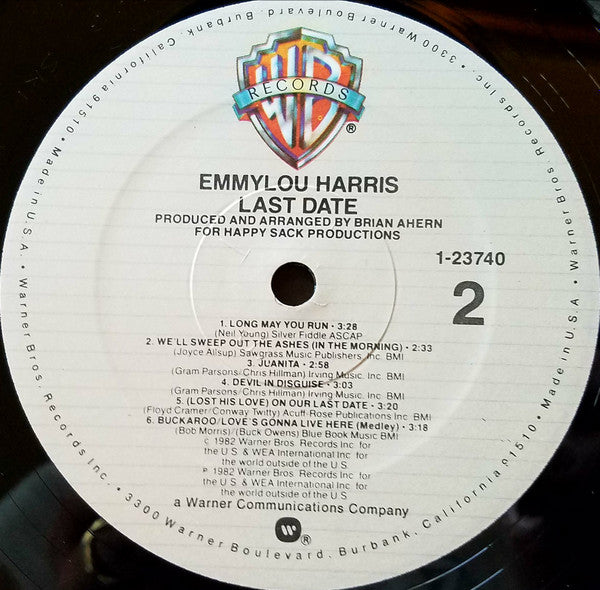 WB
RECORDS
®
EMMYLOU HARRIS
LAST DATE
PRODUCED AND ARRANGED BY BRIAN AHERN
FOR HAPPY SACK PRODUCTIONS
1-23740
2
1. LONG MAY YOU RUN • 3:28
(Neil Young) Silver Fiddle ASCAP
2. WE'LL SWEEP OUT THE ASHES (IN THE MORNING) • 2:33
(Joyce Allsup) Sawgrass Music Publishers, Inc. BMI
3. JUANITA • 2:58
(Gram Parsons/Chris Hillman) Irving Music, Inc. BMI
4. DEVIL IN DISGUISE • 3:03
(Gram Parsons/Chris Hillman) Irving Music, Inc. BMI
5. (LOST HIS LOVE) ON OUR LAST DATE • 3:20
(Floyd Cramer/Conway Twitty) Acuff-Rose Publications Inc. BMI
6. BUCKAROO/LOVE'S GONNA LIVE HERE (Medley) • 3:18
(Bob Morris)/(Buck Owens) Blue Book Music BMI
© 1982 Warner Bros. Records Inc. for
the U.S. & WEA International Inc. for
the world outside of the U.S.
℗ 1982 Warner Bros. Records Inc. for
the U.S. & WEA International Inc. for
the world outside of the U.S.
a Warner Communications Company
®
Made in U.S.A. • Warner Bros. Records Inc. • 3300 Warner Boulevard, Burbank, California 91510 • Made in U.S.A. • Warner Bros. Records Inc. • 3300 Warner Boulevard, Burbank, California 91510 •